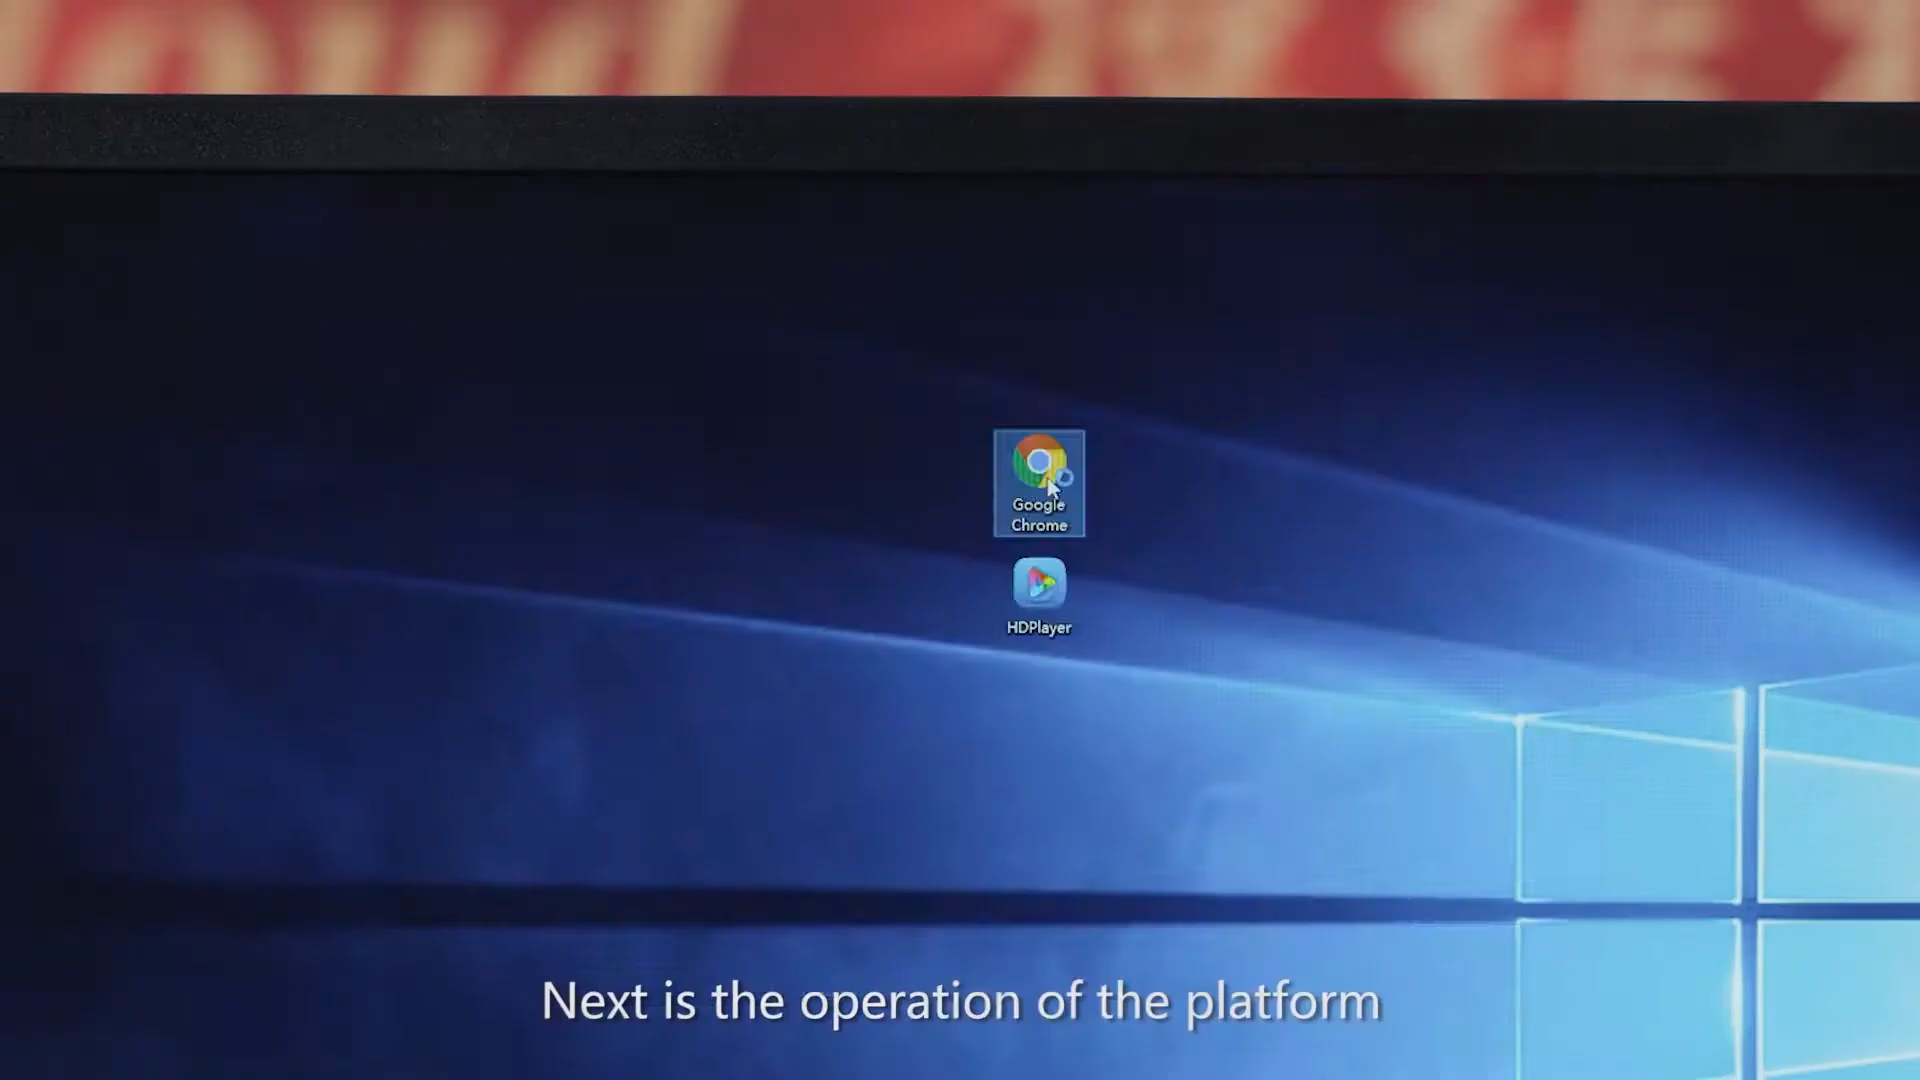 Google
Chrome
HDPlayer
Next is the operation of the platform